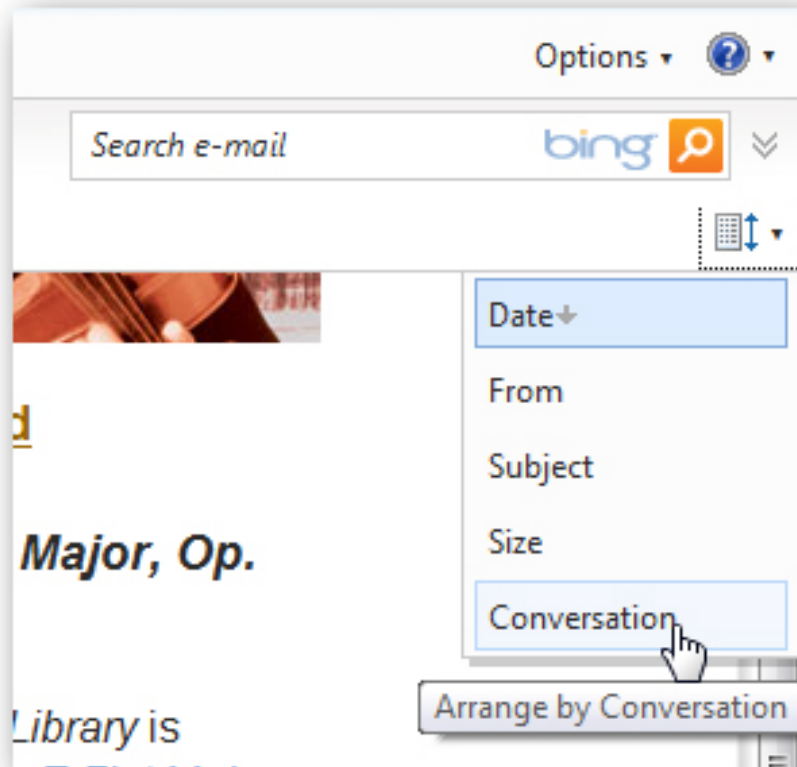 Options
Search e-mail bing
Date
From
d
Subject
Major, Op.
Size
Conversation
Arrange by Conversation
Library is